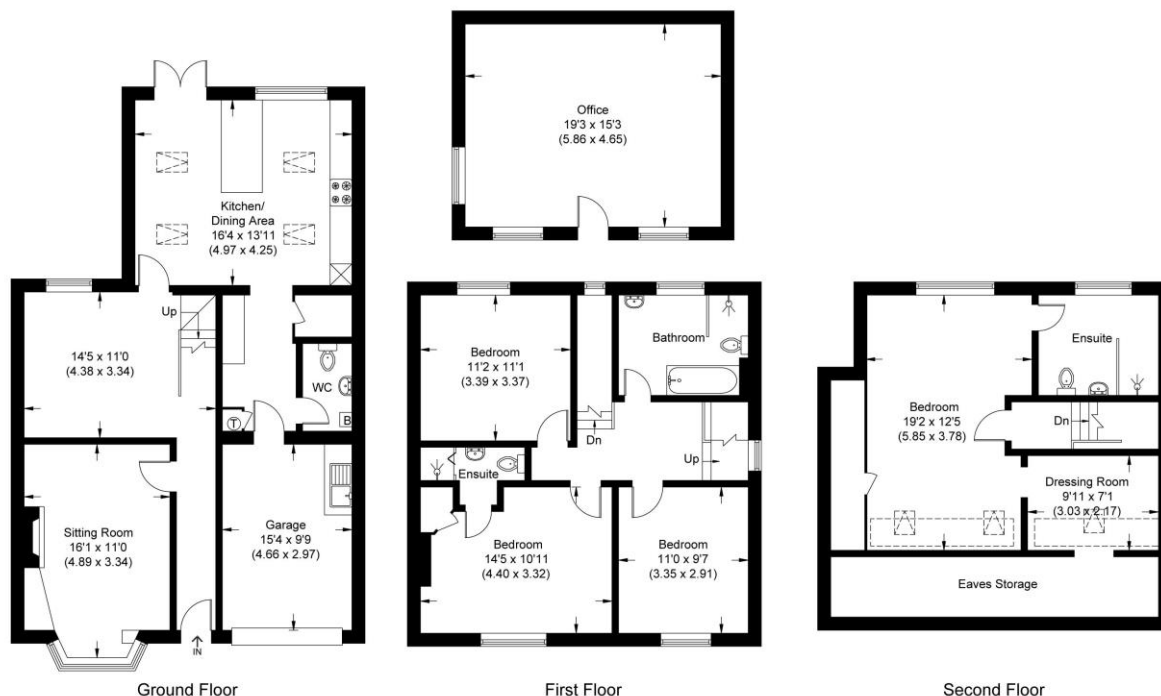 Office
19'3 x 15'3
(5.86 x 4.65)
Kitchen/
Dining Area
16'4 x 13'11
(4.97 x 4.25)
Up
14'5 x 11'0
(4.38 x 3.34)
WC
T
B
Sitting Room
16'1 x 11'0
(4.89 x 3.34)
Garage
15'4 x 9'9
(4.66 x 2.97)
IN
Ground Floor
Bedroom
11'2 x 11'1
(3.39 x 3.37)
Bathroom
Dn
Up
Ensuite
Bedroom
14'5 x 10'11
(4.40 x 3.32)
Bedroom
11'0 x 9'7
(3.35 x 2.91)
First Floor
Ensuite
Bedroom
19'2 x 12'5
(5.85 x 3.78)
Dn
Dressing Room
9'11 x 7'1
(3.03 x 2.17)
Eaves Storage
Second Floor